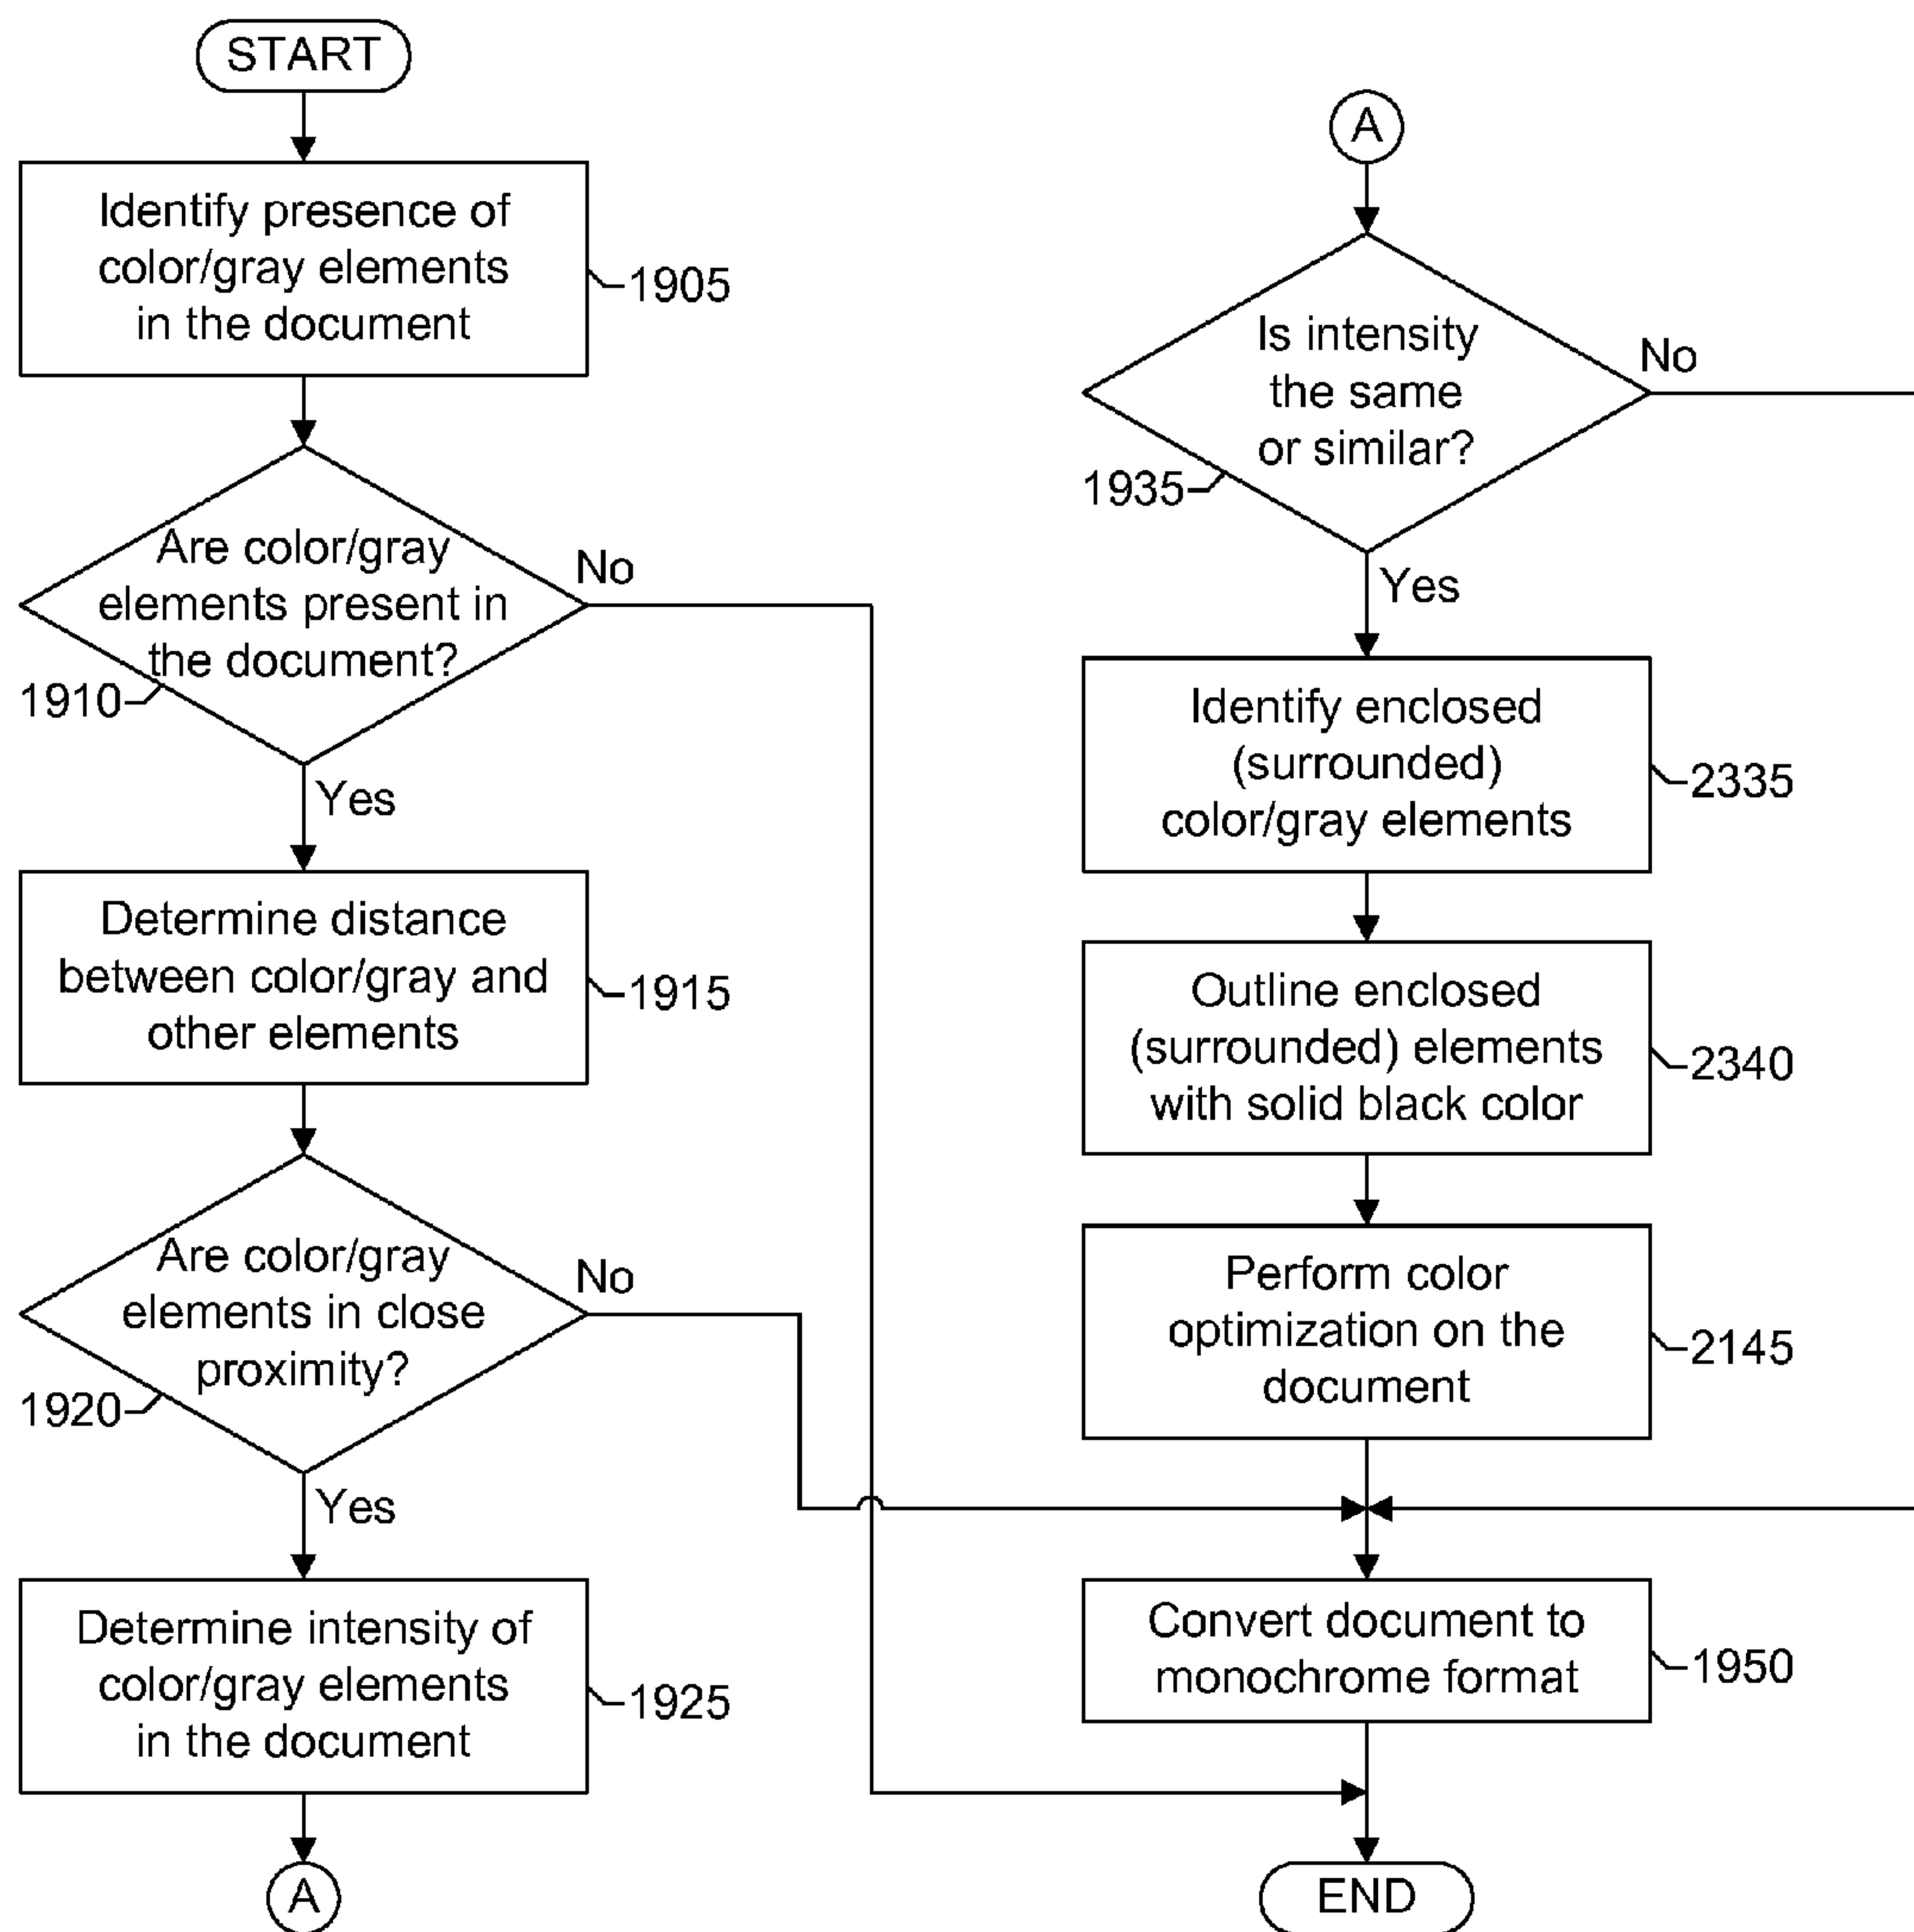 START
Identify presence of
color/gray elements
in the document
1905
Are color/gray
elements present in
the document?
No
1910
Yes
Determine distance
between color/gray and
other elements
1915
Are color/gray
elements in close
proximity?
No
1920
Yes
Determine intensity of
color/gray elements
in the document
1925
A
A
Is intensity
the same
or similar?
No
1935
Yes
Identify enclosed
(surrounded)
color/gray elements
2335
Outline enclosed
(surrounded) elements
with solid black color
2340
Perform color
optimization on the
document
2145
Convert document to
monochrome format
1950
END